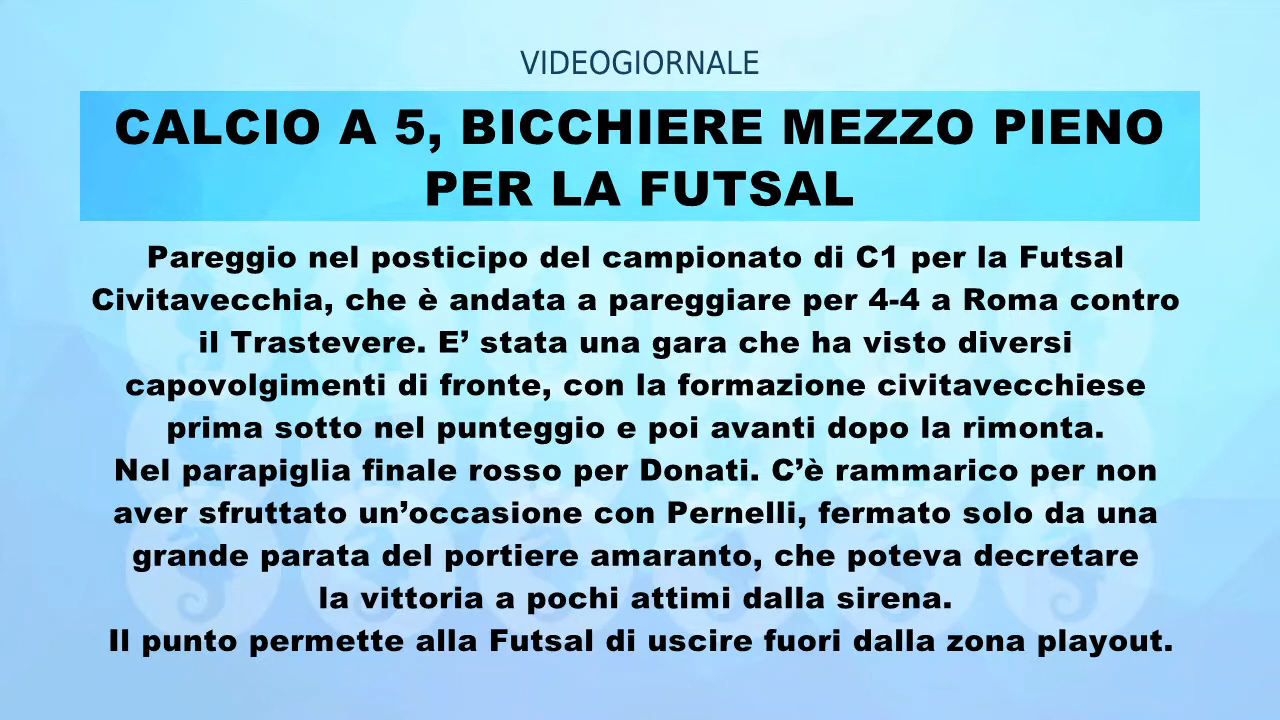 VIDEOGIORNALE
CALCIO A 5, BICCHIERE MEZZO PIENO
PER LA FUTSAL
Pareggio nel posticipo del campionato di C1 per la Futsal
Civitavecchia, che è andata a pareggiare per 4-4 a Roma contro
il Trastevere. E’ stata una gara che ha visto diversi
capovolgimenti di fronte, con la formazione civitavecchiese
prima sotto nel punteggio e poi avanti dopo la rimonta.
Nel parapiglia finale rosso per Donati. C’è rammarico per non
aver sfruttato un’occasione con Pernelli, fermato solo da una
grande parata del portiere amaranto, che poteva decretare
la vittoria a pochi attimi dalla sirena.
Il punto permette alla Futsal di uscire fuori dalla zona playout.